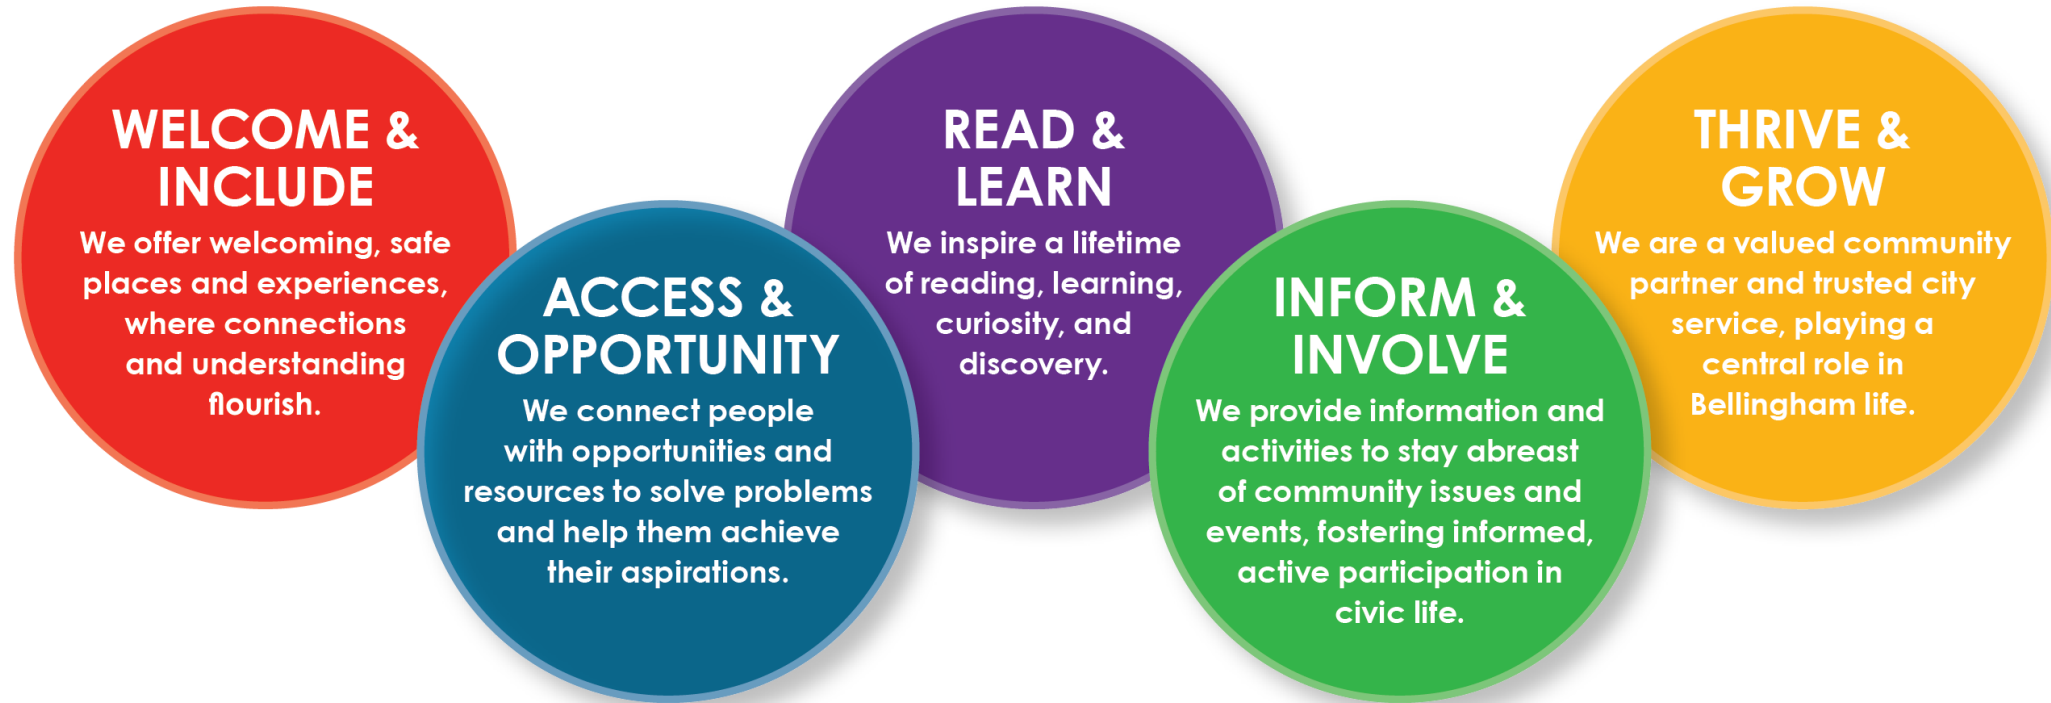 WELCOME &
INCLUDE
We offer welcoming, safe
places and experiences,
where connections
and understanding
flourish.
ACCESS &
OPPORTUNITY
We connect people
with opportunities and
resources to solve problems
and help them achieve
their aspirations.
READ &
LEARN
We inspire a lifetime
of reading, learning,
curiosity, and
discovery.
INFORM &
INVOLVE
We provide information and
activities to stay abreast
of community issues and
events, fostering informed,
active participation in
civic life.
THRIVE &
GROW
We are a valued community
partner and trusted city
service, playing a
central role in
Bellingham life.